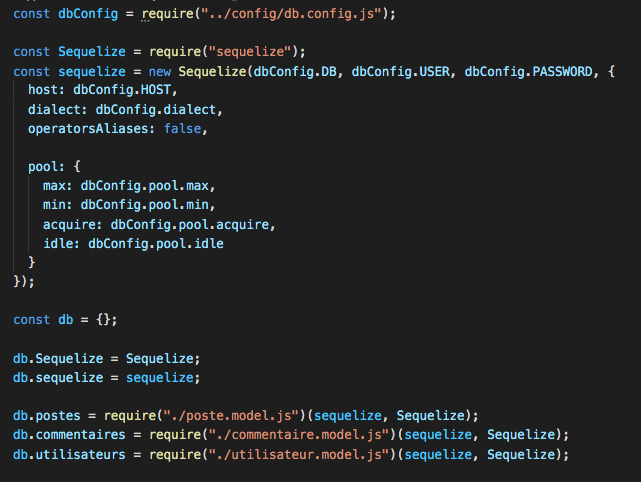 const dbConfig = require("../config/db.config.js");
const Sequelize = require("sequelize");
const sequelize = new Sequelize(dbConfig.DB, dbConfig.USER, dbConfig.PASSWORD, {
  host: dbConfig.HOST,
  dialect: dbConfig.dialect,
  operatorsAliases: false,
  pool: {
    max: dbConfig.pool.max,
    min: dbConfig.pool.min,
    acquire: dbConfig.pool.acquire,
    idle: dbConfig.pool.idle
  }
});
const db = {};
db.Sequelize = Sequelize;
db.sequelize = sequelize;
db.postes = require("./poste.model.js")(sequelize, Sequelize);
db.commentaires = require("./commentaire.model.js")(sequelize, Sequelize);
db.utilisateurs = require("./utilisateur.model.js")(sequelize, Sequelize);